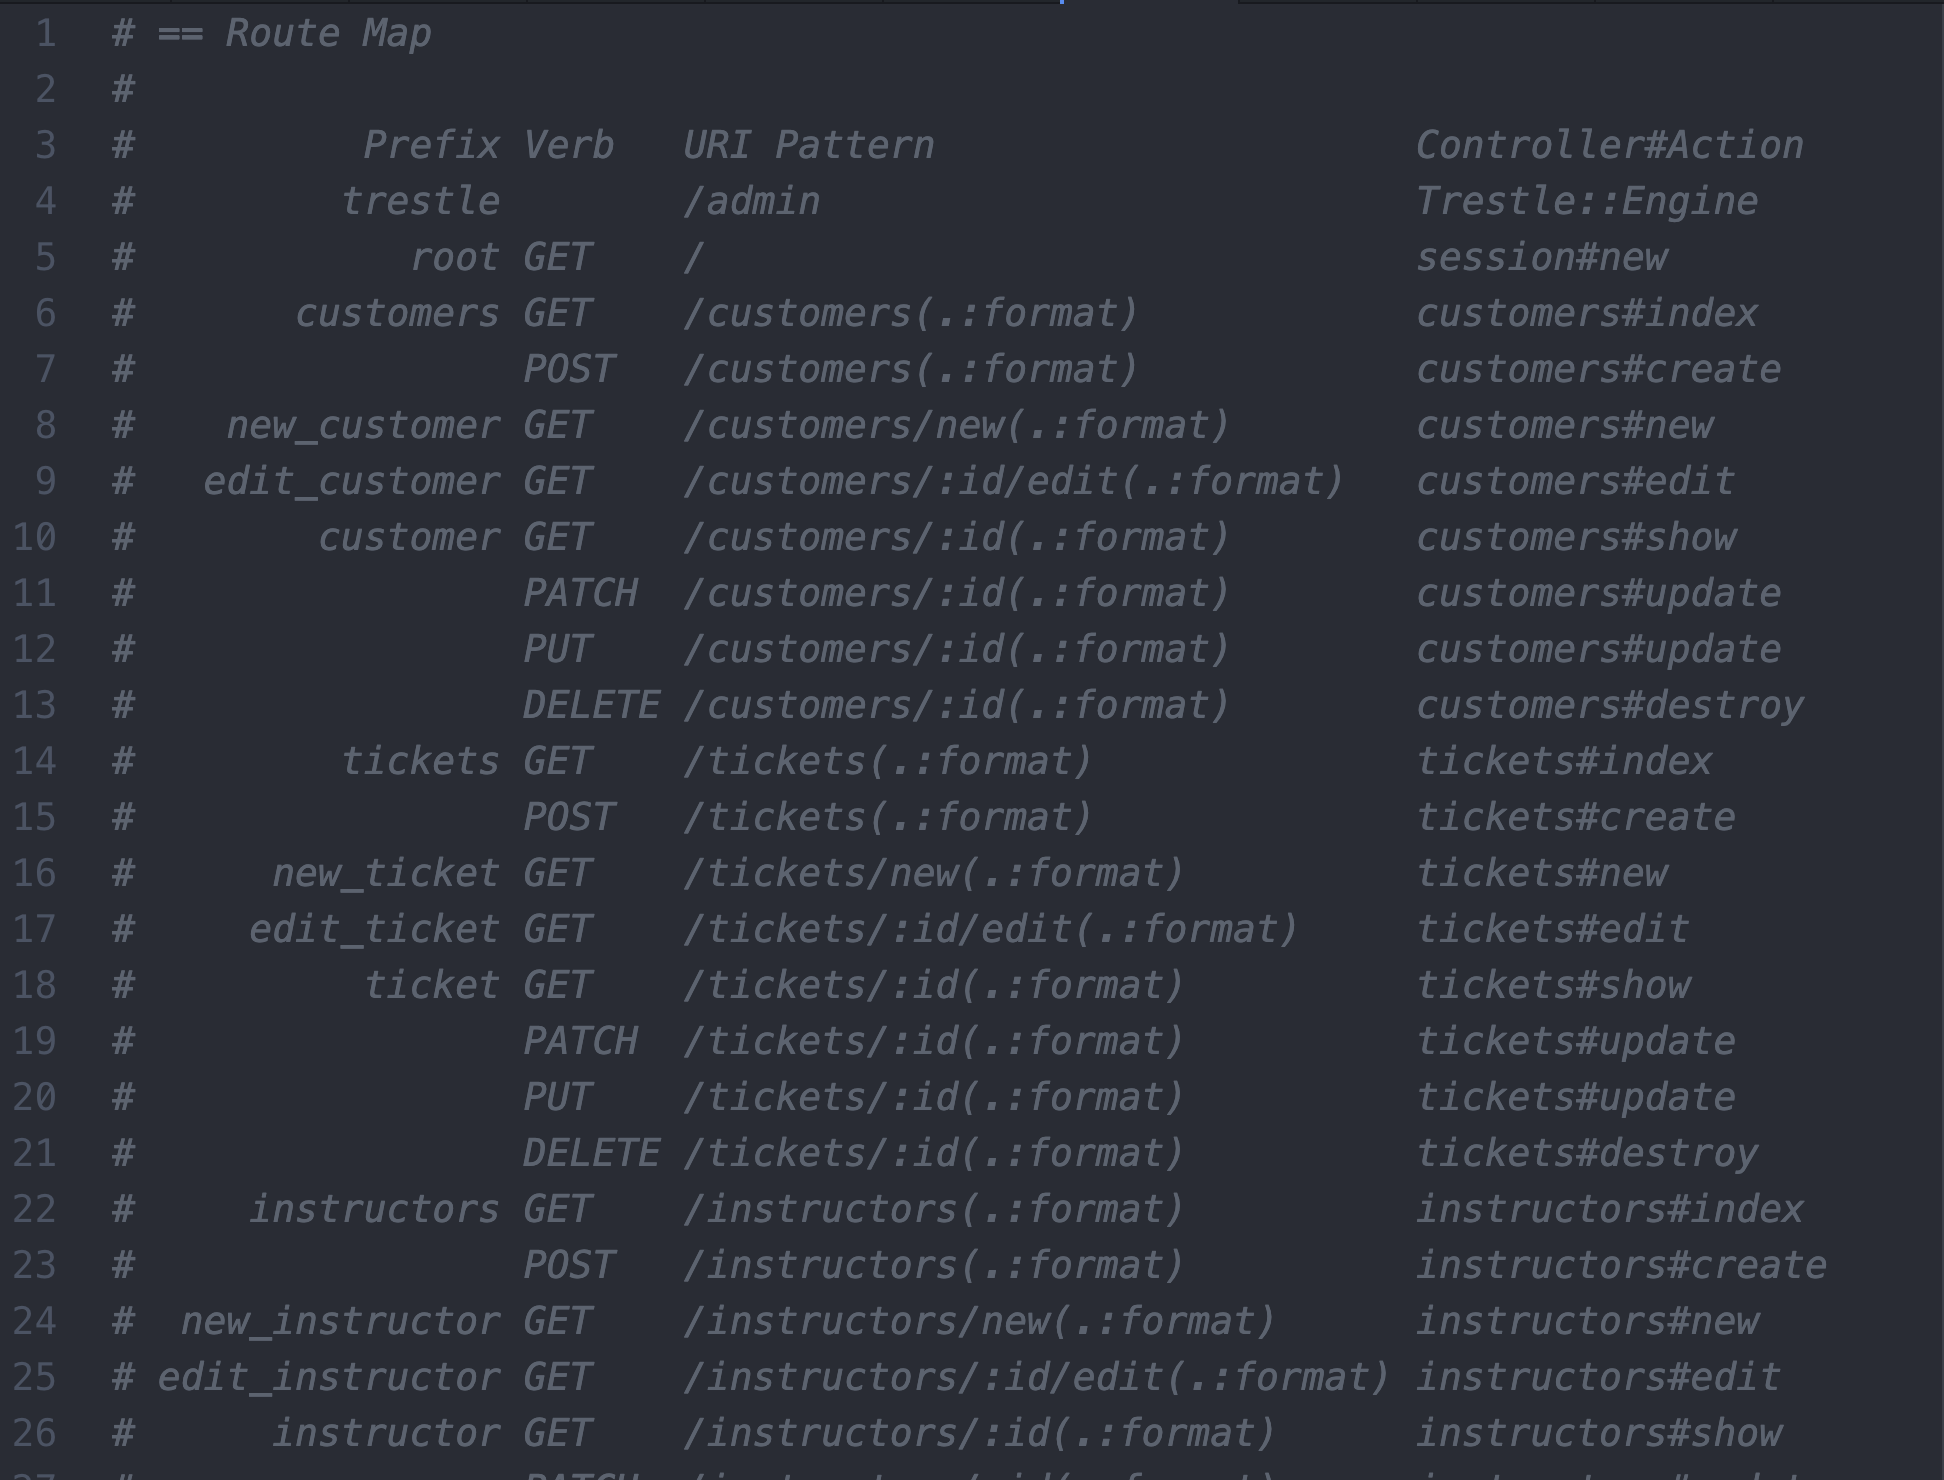 1 # == Route Map
2 #
3 # Prefix Verb URI Pattern Controller#Action
4 # trestle /admin Trestle::Engine
5 # root GET / session#new
6 # customers GET /customers(.:format) customers#index
7 # POST /customers(.:format) customers#create
8 # new_customer GET /customers/new(.:format) customers#new
9 # edit_customer GET /customers/:id/edit(.:format) customers#edit
10 # customer GET /customers/:id(.:format) customers#show
11 # PATCH /customers/:id(.:format) customers#update
12 # PUT /customers/:id(.:format) customers#update
13 # DELETE /customers/:id(.:format) customers#destroy
14 # tickets GET /tickets(.:format) tickets#index
15 # POST /tickets(.:format) tickets#create
16 # new_ticket GET /tickets/new(.:format) tickets#new
17 # edit_ticket GET /tickets/:id/edit(.:format) tickets#edit
18 # ticket GET /tickets/:id(.:format) tickets#show
19 # PATCH /tickets/:id(.:format) tickets#update
20 # PUT /tickets/:id(.:format) tickets#update
21 # DELETE /tickets/:id(.:format) tickets#destroy
22 # instructors GET /instructors(.:format) instructors#index
23 # POST /instructors(.:format) instructors#create
24 # new_instructor GET /instructors/new(.:format) instructors#new
25 # edit_instructor GET /instructors/:id/edit(.:format) instructors#edit
26 # instructor GET /instructors/:id(.:format) instructors#show